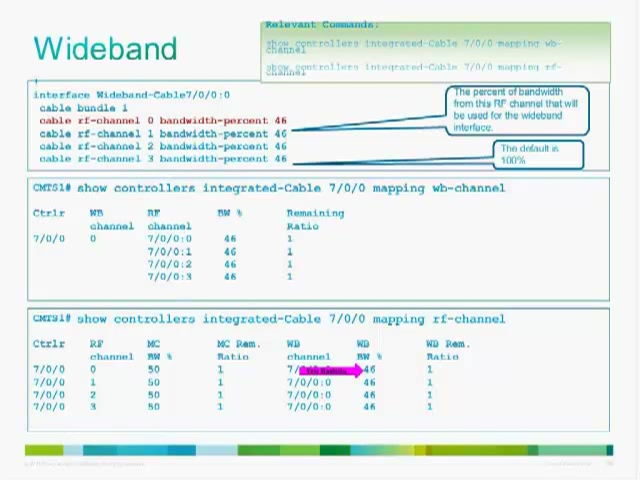 Wideband
Relevant Commands:
show controllers integrated-Cable 7/0/0 mapping wb-
channel
show controllers integrated-Cable 7/0/0 mapping rf-
channel
!
interface Wideband-Cable7/0/0:0
cable bundle 1
cable rf-channel 0 bandwidth-percent 46
cable rf-channel 1 bandwidth-percent 46
cable rf-channel 2 bandwidth-percent 46
cable rf-channel 3 bandwidth-percent 46
The percent of bandwidth
from this RF channel that will
be used for the wideband
interface.
The default is
100%
CMTS1# show controllers integrated-Cable 7/0/0 mapping wb-channel
Ctrlr WB RF BW % Remaining
channel channel Ratio
7/0/0 0 7/0/0:0 46 1
7/0/0:1 46 1
7/0/0:2 46 1
7/0/0:3 46 1
CMTS1# show controllers integrated-Cable 7/0/0 mapping rf-channel
Ctrlr RF MC MC Rem. WB WB WB Rem.
channel BW % Ratio channel BW % Ratio
7/0/0 0 50 1 7/ 46 1
7/0/0 1 50 1 7/0/0:0 46 1
7/0/0 2 50 1 7/0/0:0 46 1
7/0/0 3 50 1 7/0/0:0 46 1